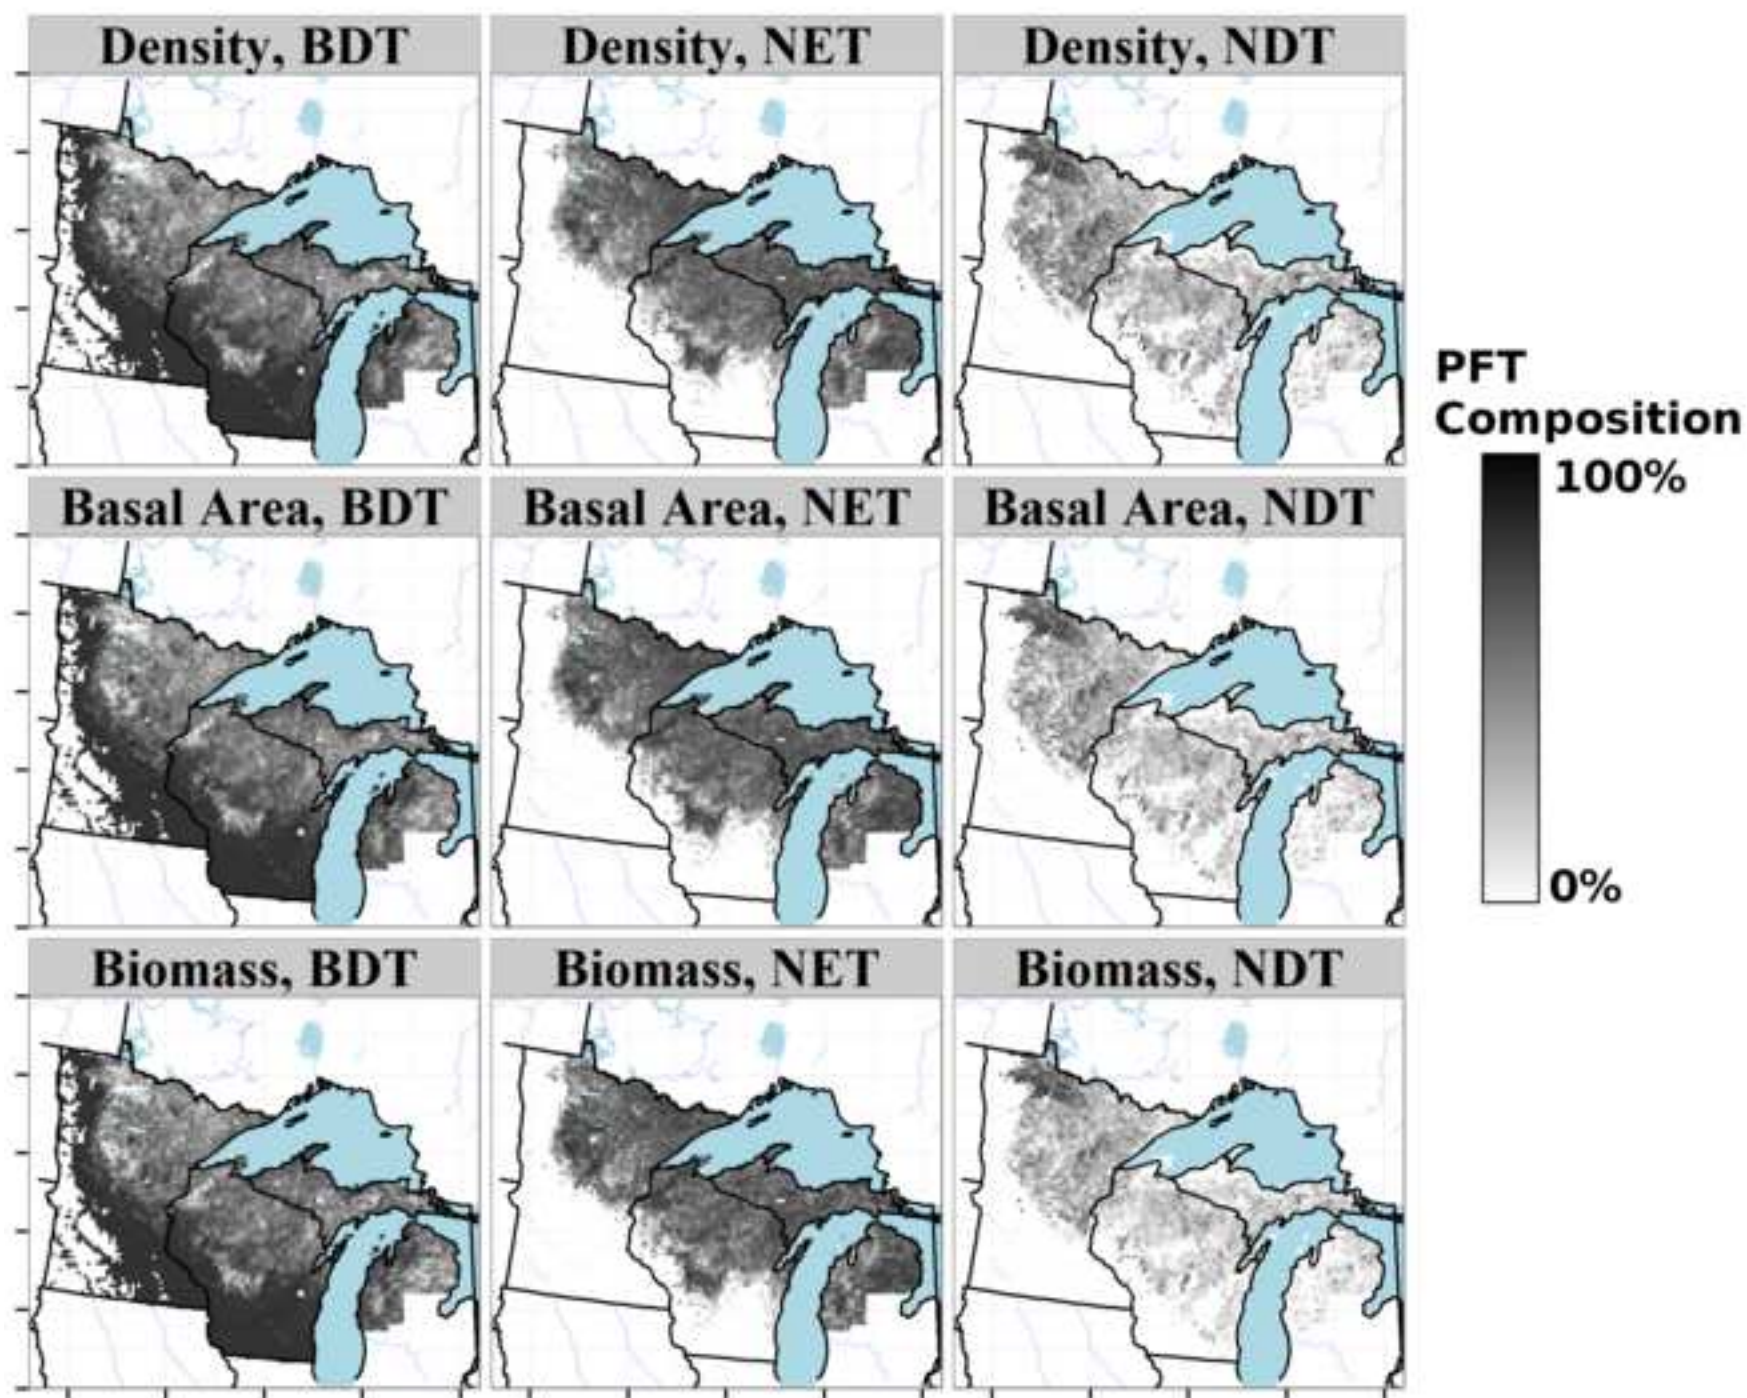 Density, BDT
Density, NET
Density, NDT
Basal Area, BDT
Basal Area, NET
Basal Area, NDT
Biomass, BDT
Biomass, NET
Biomass, NDT
PFT
Composition
100%
0%